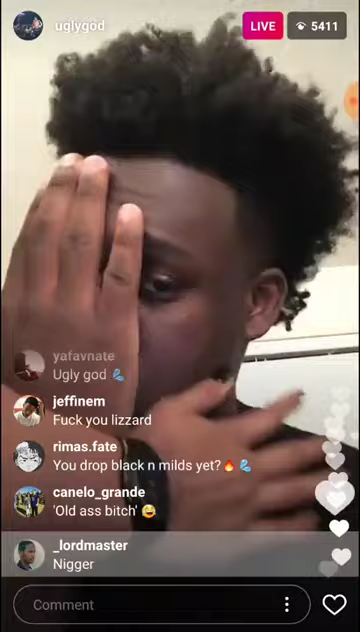 uglygod
LIVE
5411
yafavnate
Ugly god 💦
jeffinem
Fuck you lizzard
rimas.fate
You drop black n milds yet?🔥💦
canelo_grande
'Old ass bitch' 😂
_lordmaster
Nigger
Comment